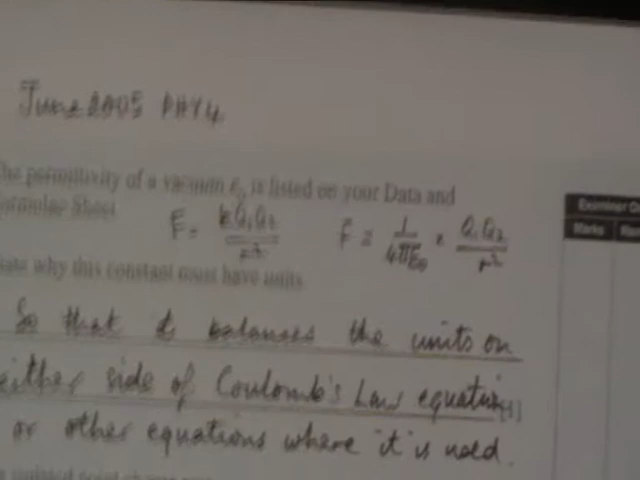 June 2005 PHY4
The permittivity of a vacuum ε₀ is listed on your Data and
Formulae Sheet
F = kQ₁Q₂/r² F = 1/4πε₀ × Q₁Q₂/r²
Examiner
Marks
why this constant must have units
So that it balances the units on
either side of Coulomb's Law equation [1]
or other equations where it is used.